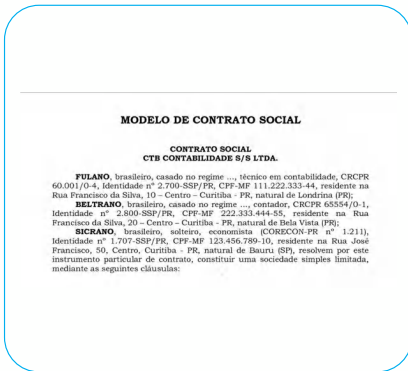 MODELO DE CONTRATO SOCIAL
CONTRATO SOCIAL
CTB CONTABILIDADE S/S LTDA.
FULANO, brasileiro, casado no regime ..., técnico em contabilidade, CRCPR
60.001/0-4, Identidade nº 2.700-SSP/PR, CPF-MF 111.222.333-44, residente na
Rua Francisco da Silva, 10 – Centro – Curitiba - PR, natural de Londrina (PR);
BELTRANO, brasileiro, casado no regime ..., contador, CRCPR 65554/0-1,
Identidade nº 2.800-SSP/PR, CPF-MF 222.333.444-55, residente na Rua
Francisco da Silva, 20 – Centro – Curitiba - PR, natural de Bela Vista (PR);
SICRANO, brasileiro, solteiro, economista (CORECON-PR nº 1.211),
Identidade nº 1.707-SSP/PR, CPF-MF 123.456.789-10, residente na Rua José
Francisco, 50, Centro, Curitiba - PR, natural de Bauru (SP), resolvem por este
instrumento particular de contrato, constituir uma sociedade simples limitada,
mediante as seguintes cláusulas: